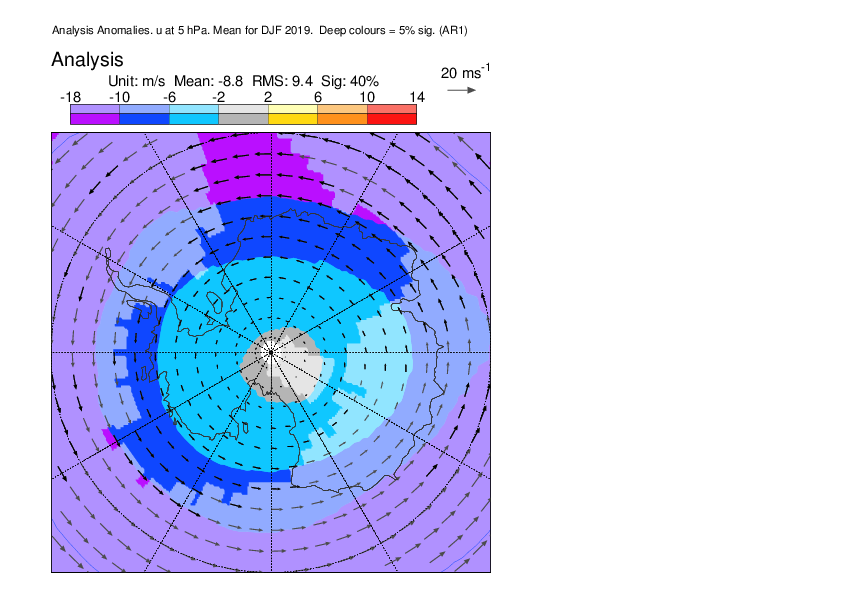 Analysis Anomalies. u at 5 hPa. Mean for DJF 2019. Deep colours = 5% sig. (AR1)
Analysis
20 ms-1
Unit: m/s Mean: -8.8 RMS: 9.4 Sig: 40%
-18 -10 -6 -2 2 6 10 14